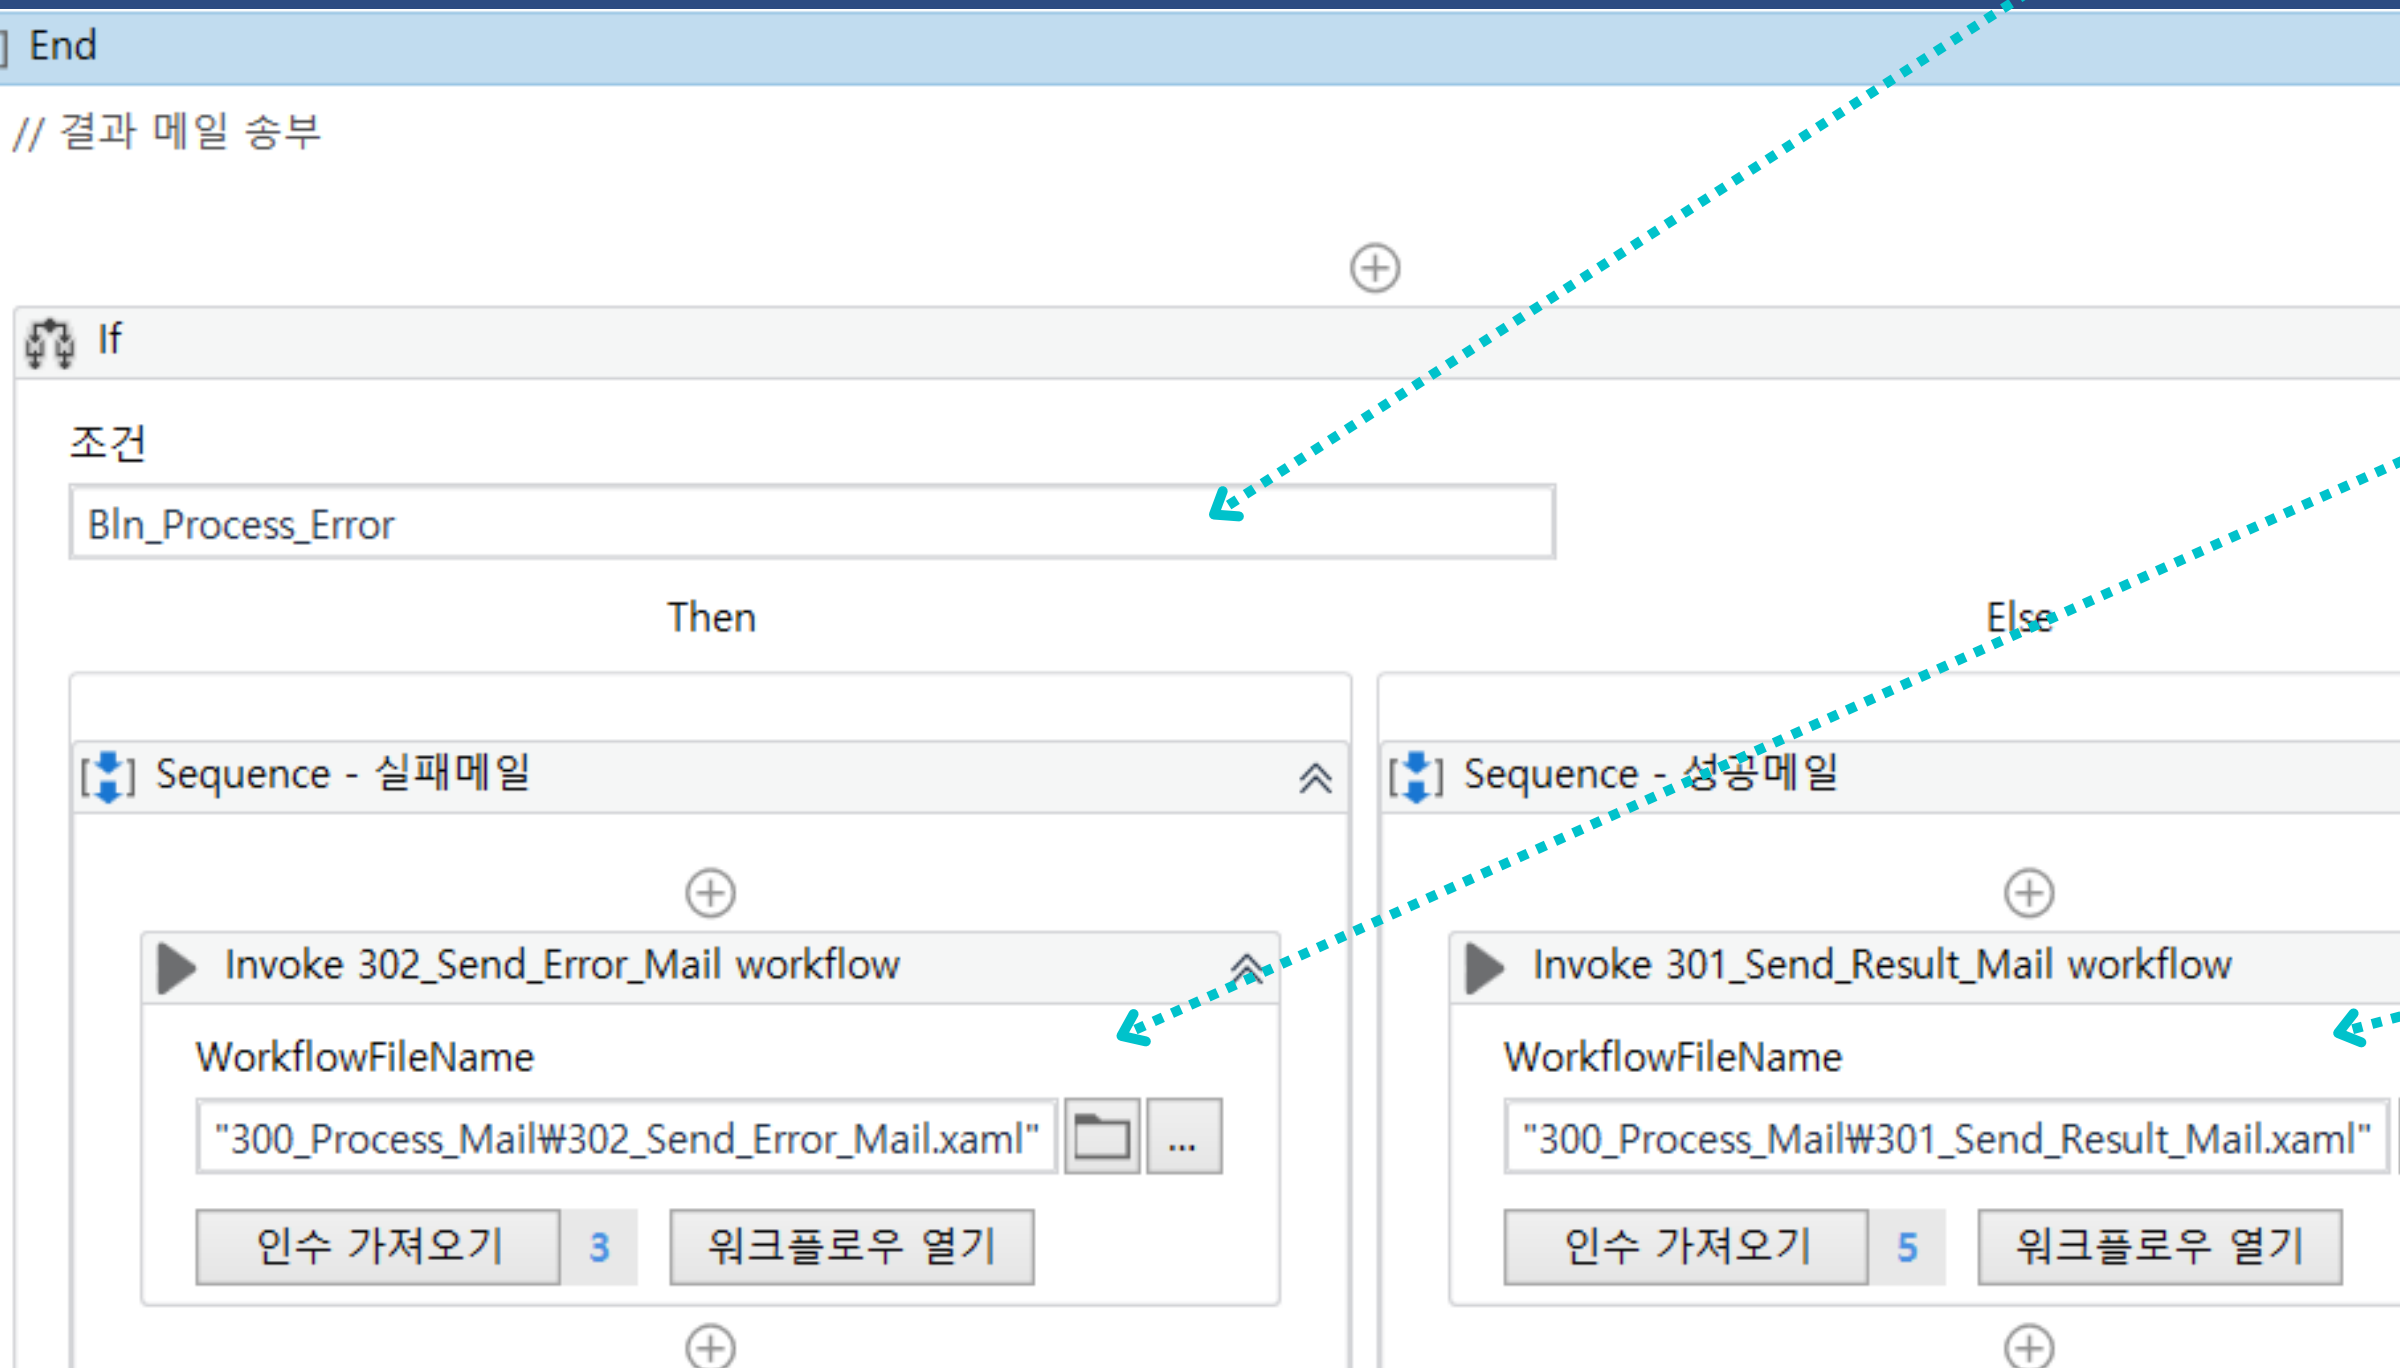 End
// 결과 메일 송부
If
조건
Bln_Process_Error
Then
Else
Sequence - 실패메일
Sequence - 성공메일
Invoke 302_Send_Error_Mail workflow
Invoke 301_Send_Result_Mail workflow
WorkflowFileName
WorkflowFileName
"300_Process_Mail₩302_Send_Error_Mail.xaml"
...
"300_Process_Mail₩301_Send_Result_Mail.xaml"
인수 가져오기 3
워크플로우 열기
인수 가져오기 5
워크플로우 열기